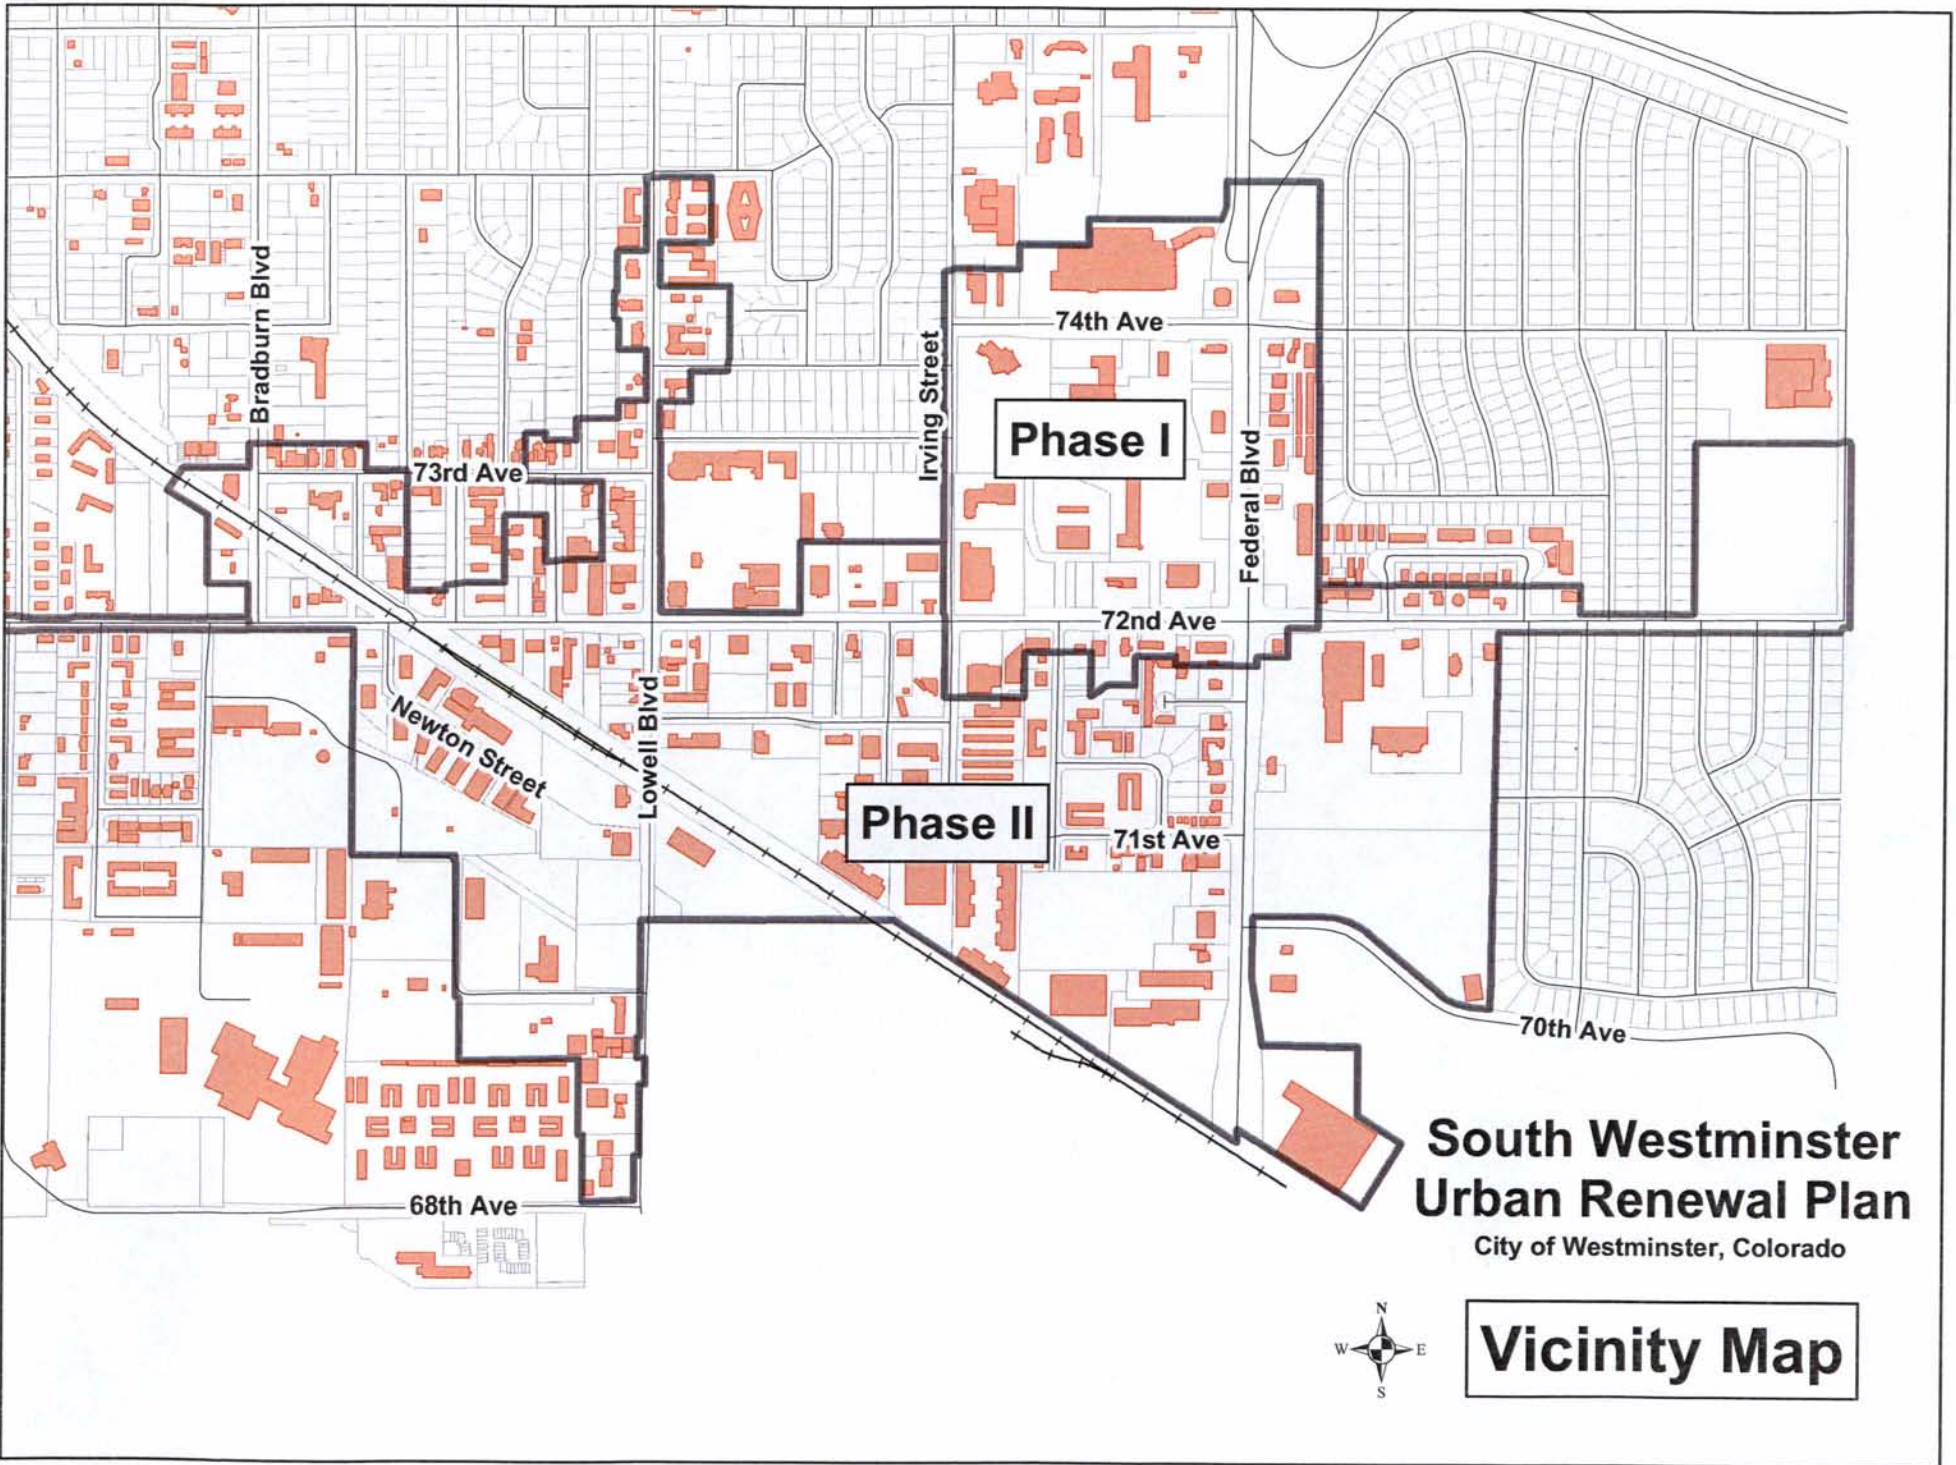 Bradburn Blvd
74th Ave
Irving Street
Phase I
Federal Blvd
73rd Ave
72nd Ave
Newton Street
Lowell Blvd
Phase II
71st Ave
70th Ave
68th Ave
South Westminster
Urban Renewal Plan
City of Westminster, Colorado
N
W E
S
Vicinity Map